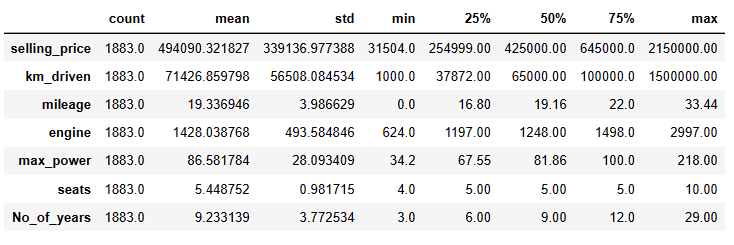 count mean std min 25% 50% 75% max
selling_price 1883.0 494090.321827 339136.977388 31504.0 254999.00 425000.00 645000.0 2150000.00
km_driven 1883.0 71426.859798 56508.084534 1000.0 37872.00 65000.00 100000.0 1500000.00
mileage 1883.0 19.336946 3.986629 0.0 16.80 19.16 22.0 33.44
engine 1883.0 1428.038768 493.584846 624.0 1197.00 1248.00 1498.0 2997.00
max_power 1883.0 86.581784 28.093409 34.2 67.55 81.86 100.0 218.00
seats 1883.0 5.448752 0.981715 4.0 5.00 5.00 5.0 10.00
No_of_years 1883.0 9.233139 3.772534 3.0 6.00 9.00 12.0 29.00